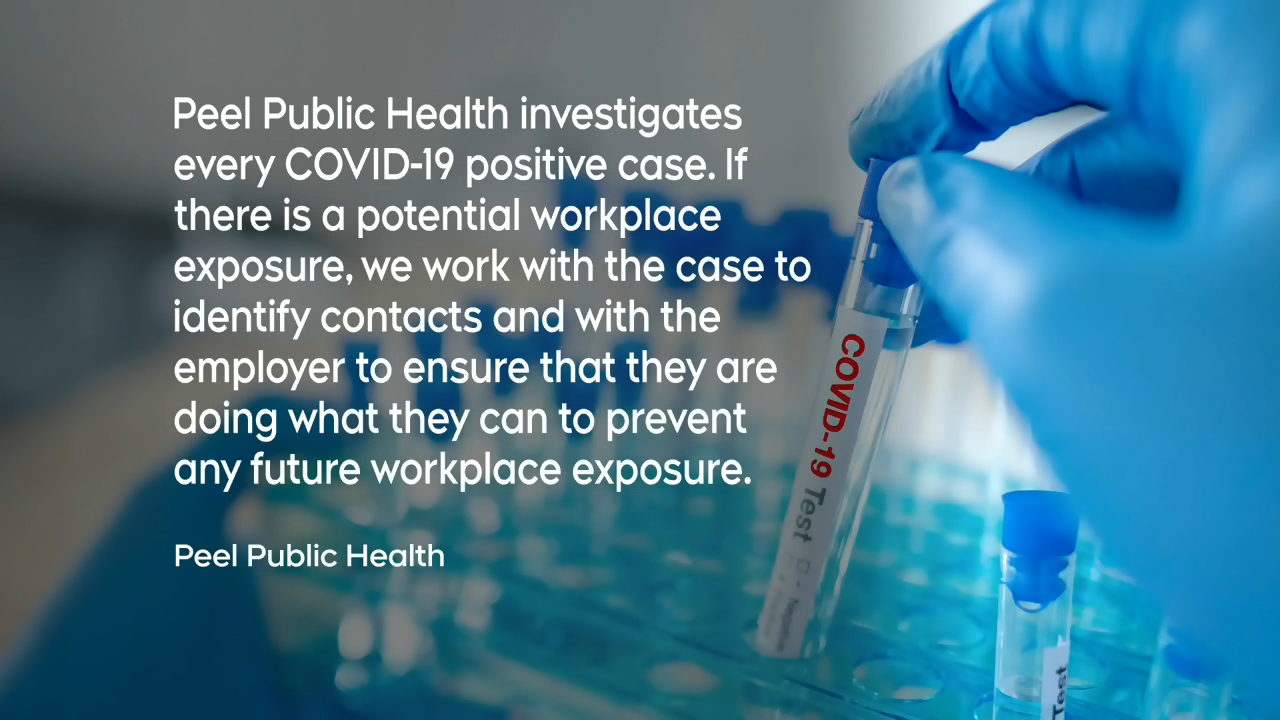 Peel Public Health investigates
every COVID-19 positive case. If
there is a potential workplace
exposure, we work with the case to
identify contacts and with the
employer to ensure that they are
doing what they can to prevent
any future workplace exposure.
Peel Public Health
COVID-19 Test
Test